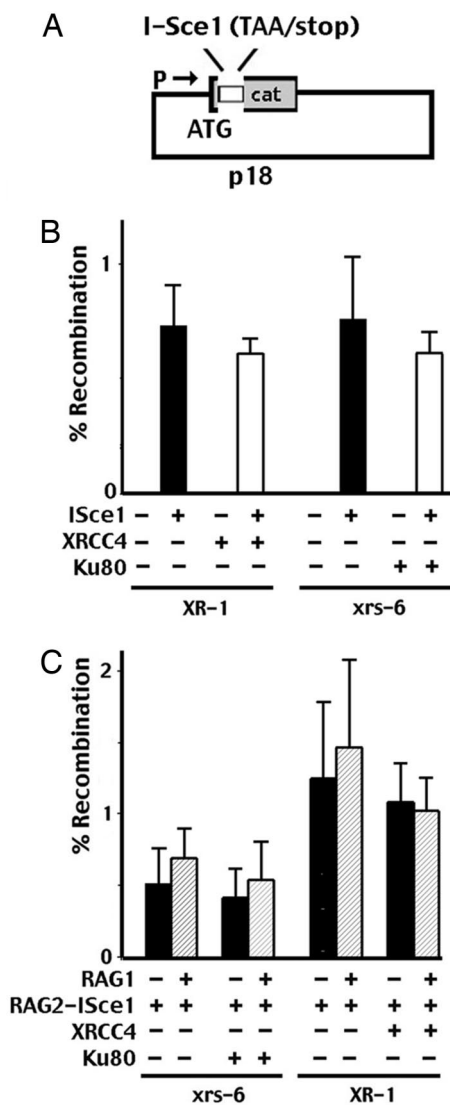 A
I-Sce1 (TAA/stop)
P
cat
ATG
p18
B
% Recombination
1
0
ISce1 - + - + - + - +
XRCC4 - - + + - - - -
Ku80 - - - - - - + +
XR-1 xrs-6
C
% Recombination
2
1
0
RAG1 - + - + - + - +
RAG2-ISce1 + + + + + + + +
XRCC4 - - - - - - + +
Ku80 - - + + - - - -
xrs-6 XR-1